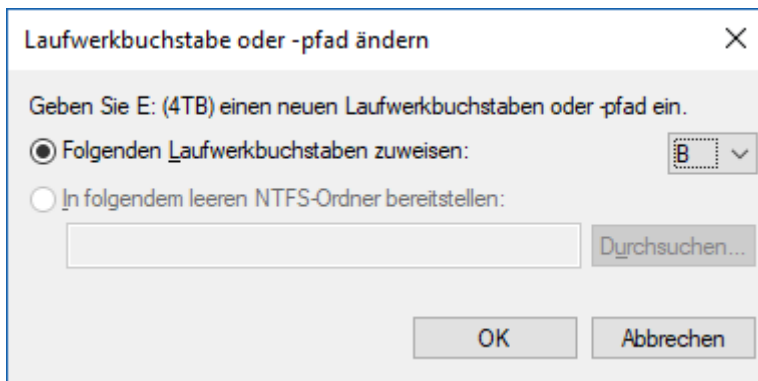 Laufwerkbuchstabe oder -pfad ändern
Geben Sie E: (4TB) einen neuen Laufwerkbuchstaben oder -pfad ein.
Folgenden Laufwerkbuchstaben zuweisen: B
In folgendem leeren NTFS-Ordner bereitstellen:
Durchsuchen...
OK Abbrechen